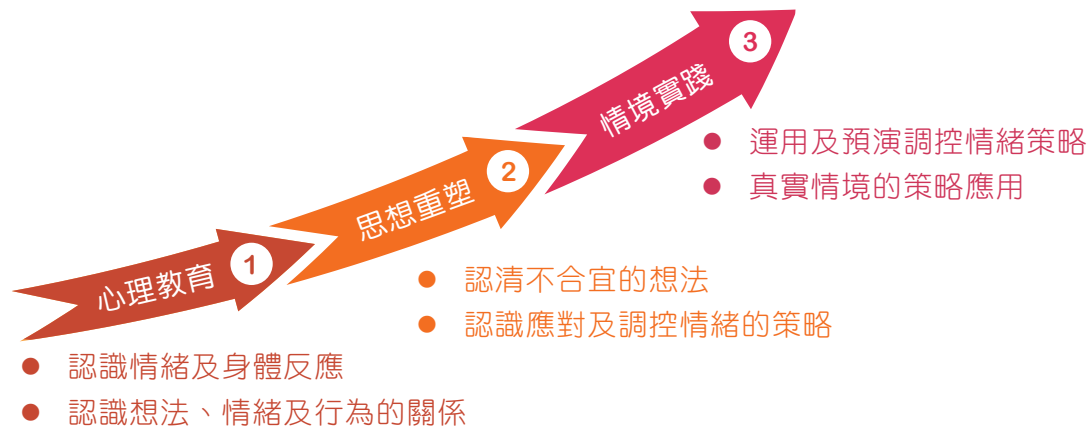 心理教育 1
認識情緒及身體反應
認識想法、情緒及行為的關係
思想重塑 2
認清不合宜的想法
認識應對及調控情緒的策略
情境實踐 3
運用及預演調控情緒策略
真實情境的策略應用